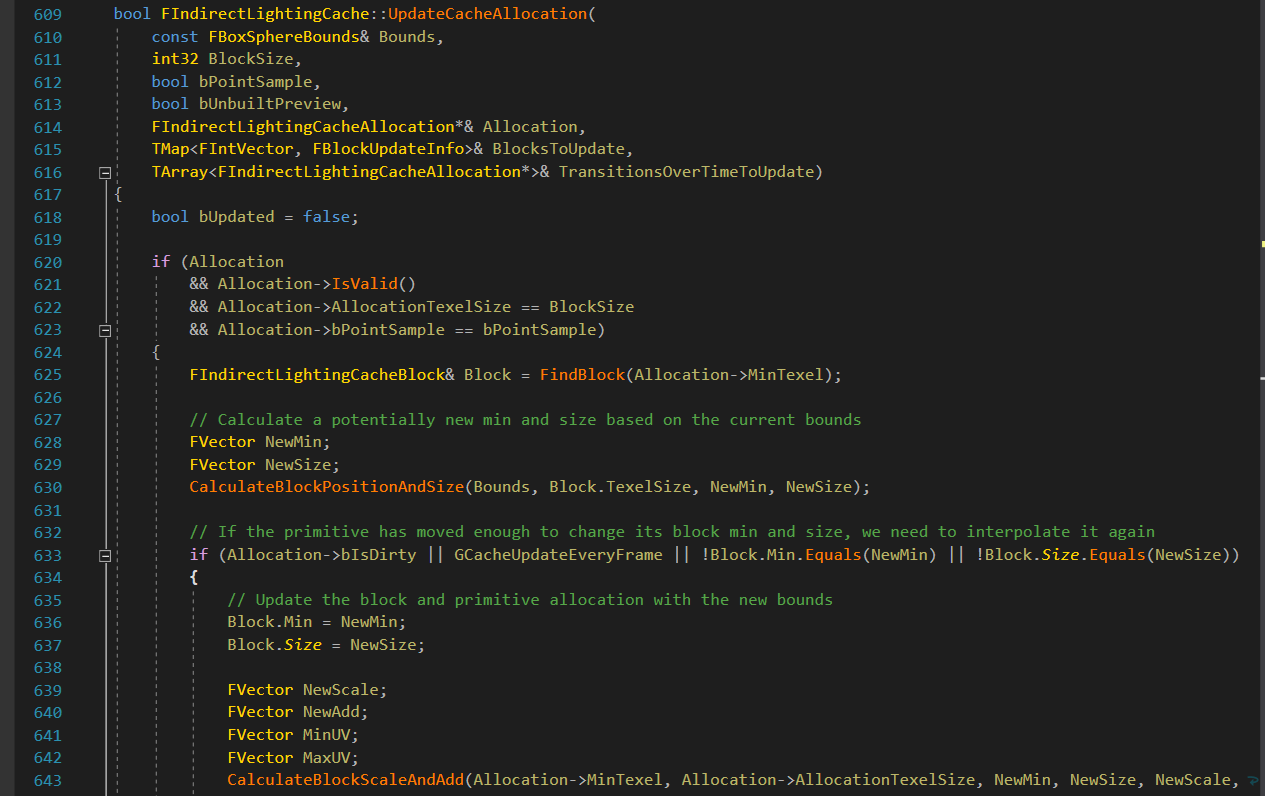 609 bool FIndirectLightingCache::UpdateCacheAllocation(
610 const FBoxSphereBounds& Bounds,
611 int32 BlockSize,
612 bool bPointSample,
613 bool bUnbuiltPreview,
614 FIndirectLightingCacheAllocation*& Allocation,
615 TMap<FIntVector, FBlockUpdateInfo>& BlocksToUpdate,
616 TArray<FIndirectLightingCacheAllocation*>& TransitionsOverTimeToUpdate)
617 {
618 bool bUpdated = false;
619
620 if (Allocation
621 && Allocation->IsValid()
622 && Allocation->AllocationTexelSize == BlockSize
623 && Allocation->bPointSample == bPointSample)
624 {
625 FIndirectLightingCacheBlock& Block = FindBlock(Allocation->MinTexel);
626
627 // Calculate a potentially new min and size based on the current bounds
628 FVector NewMin;
629 FVector NewSize;
630 CalculateBlockPositionAndSize(Bounds, Block.TexelSize, NewMin, NewSize);
631
632 // If the primitive has moved enough to change its block min and size, we need to interpolate it again
633 if (Allocation->bIsDirty || GCacheUpdateEveryFrame || !Block.Min.Equals(NewMin) || !Block.Size.Equals(NewSize))
634 {
635 // Update the block and primitive allocation with the new bounds
636 Block.Min = NewMin;
637 Block.Size = NewSize;
638
639 FVector NewScale;
640 FVector NewAdd;
641 FVector MinUV;
642 FVector MaxUV;
643 CalculateBlockScaleAndAdd(Allocation->MinTexel, Allocation->AllocationTexelSize, NewMin, NewSize, NewScale,